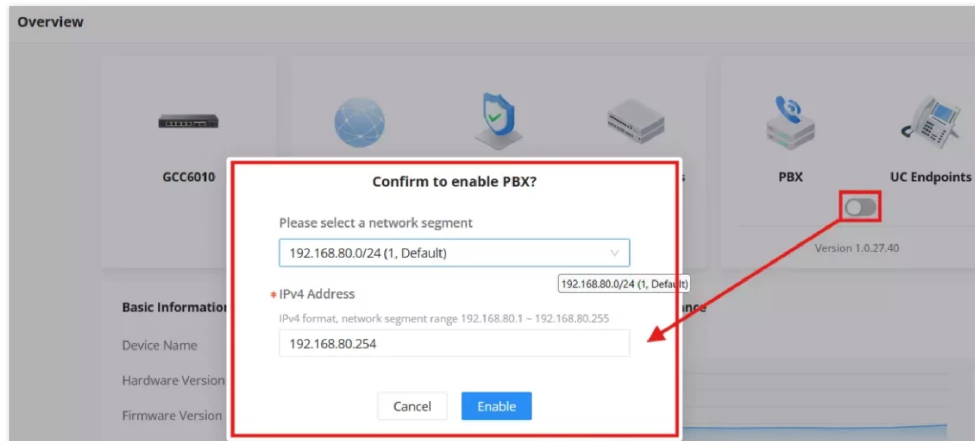 Overview
GCC6010
PBX
UC Endpoints
Version 1.0.27.40
Confirm to enable PBX?
Please select a network segment
192.168.80.0/24 (1, Default)
192.168.80.0/24 (1, Default)
* IPv4 Address
IPv4 format, network segment range 192.168.80.1 ~ 192.168.80.255
192.168.80.254
Cancel
Enable
Basic Information
Device Name
Hardware Version
Firmware Version